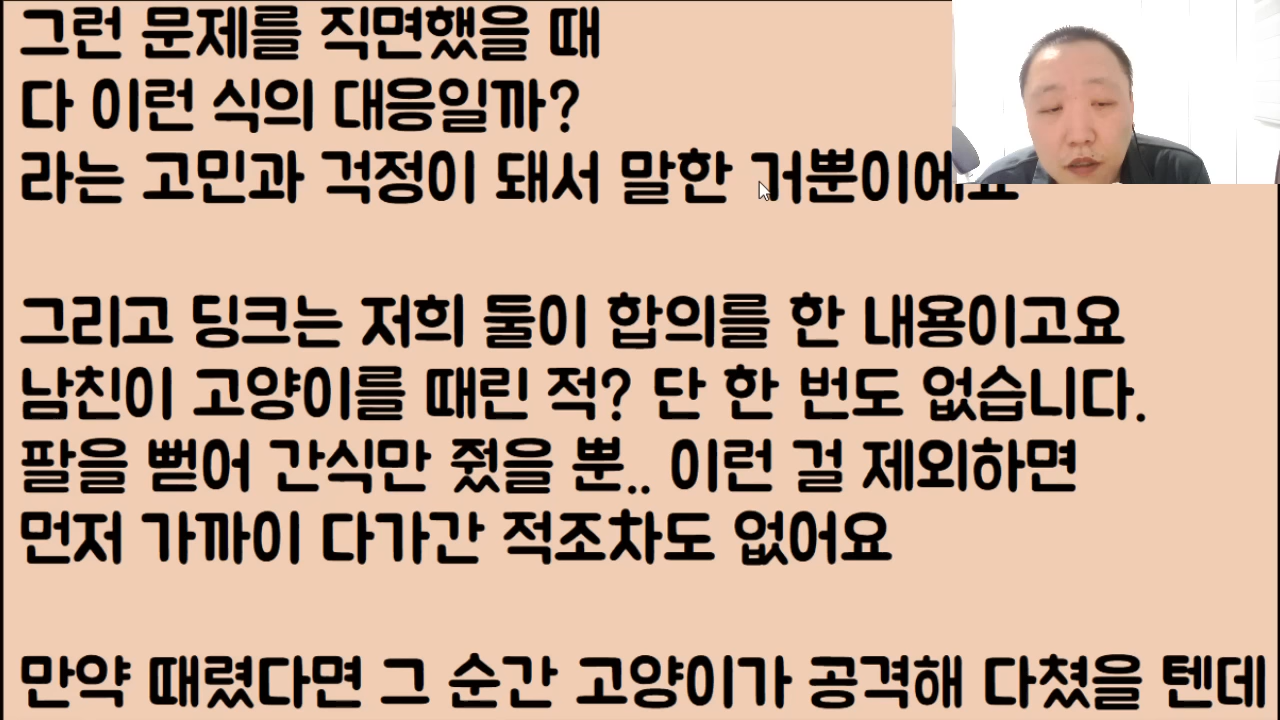 그런 문제를 직면했을 때
다 이런 식의 대응일까?
라는 고민과 걱정이 돼서 말한 거뿐이에요
그리고 딩크는 저희 둘이 합의를 한 내용이고요
남친이 고양이를 때린 적? 단 한 번도 없습니다.
팔을 뻗어 간식만 줬을 뿐.. 이런 걸 제외하면
먼저 가까이 다가간 적조차도 없어요
만약 때렸다면 그 순간 고양이가 공격해 다쳤을 텐데